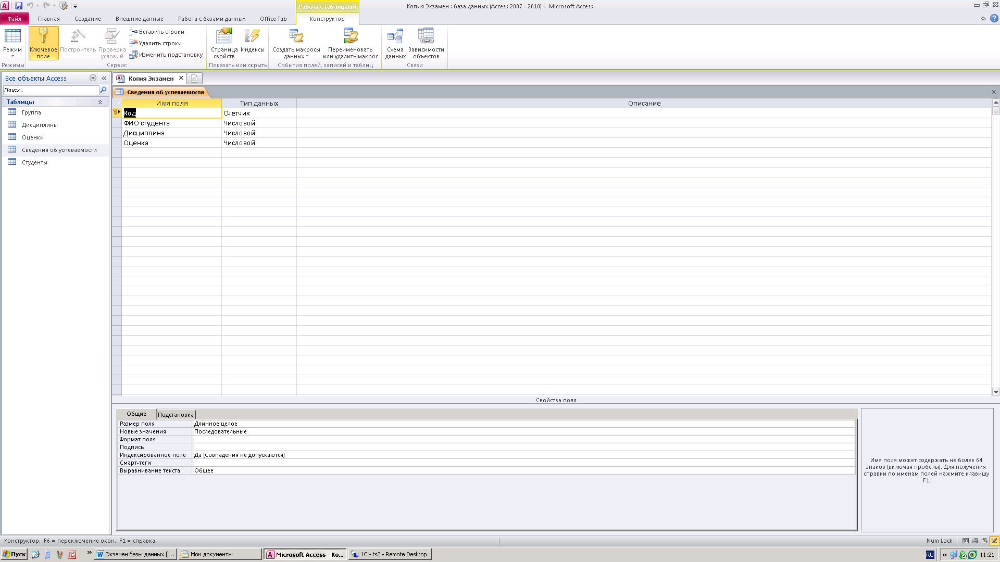 Работа с таблицами
Копия Экзамен : база данных (Access 2007 - 2010) - Microsoft Access
Файл
Главная
Создание
Внешние данные
Работа с базами данных
Office Tab
Конструктор
Режим
Ключевое поле
Построитель
Проверка условий
Вставить строки
Удалить строки
Изменить подстановку
Страница свойств
Индексы
Создать макросы данных
Переименовать или удалить макрос
Схема данных
Зависимости объектов
Режимы
Сервис
Показать или скрыть
События полей, записей и таблиц
Связи
Все объекты Access
Поиск...
Таблицы
Группа
Дисциплины
Оценки
Сведения об успеваемости
Студенты
Копия Экзамен
Сведения об успеваемости
Имя поля Тип данных Описание
Код Счетчик
ФИО студента Числовой
Дисциплина Числовой
Оценка Числовой
Свойства поля
Общие Подстановка
Размер поля Длинное целое
Новые значения Последовательные
Формат поля
Подпись
Индексированное поле Да (Совпадения не допускаются)
Смарт-теги
Выравнивание текста Общее
Имя поля может содержать не более 64
знаков (включая пробелы). Для получения
справки по именам полей нажмите клавишу
F1.
Конструктор. F6 = переключение окон. F1 = справка.
Num Lock
Пуск
Экзамен базы данных [...
Мои документы
Microsoft Access - Ко...
1C - ts2 - Remote Desktop
RU
11:21